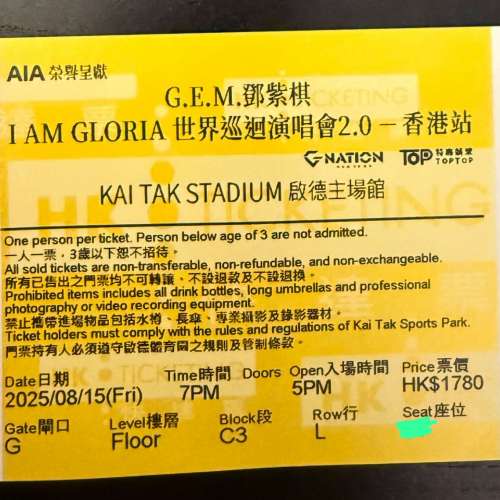 AIA 榮譽呈獻
G.E.M.鄧紫棋
I AM GLORIA 世界巡迴演唱會2.0 – 香港站
G NATION TOP 特高娛樂 TOPTOP
KAI TAK STADIUM 啟德主場館
One person per ticket. Person below age of 3 are not admitted.
一人一票，3歲以下恕不招待。
All sold tickets are non-transferable, non-refundable, and non-exchangeable.
所有已售出之門票均不可轉讓、不設退款及不設退換。
Prohibited items includes all drink bottles, long umbrellas and professional
photography or video recording equipment.
禁止攜帶進場物品包括水樽、長傘、專業攝影及錄影器材。
Ticket holders must comply with the rules and regulations of Kai Tak Sports Park.
門票持有人必須遵守啟德體育園之規則及管制條款。
Date日期 Time時間 Doors Open入場時間 Price票價
2025/08/15(Fri) 7PM 5PM HK$1780
Gate閘口 Level樓層 Block段 Row行 Seat座位
G Floor C3 L